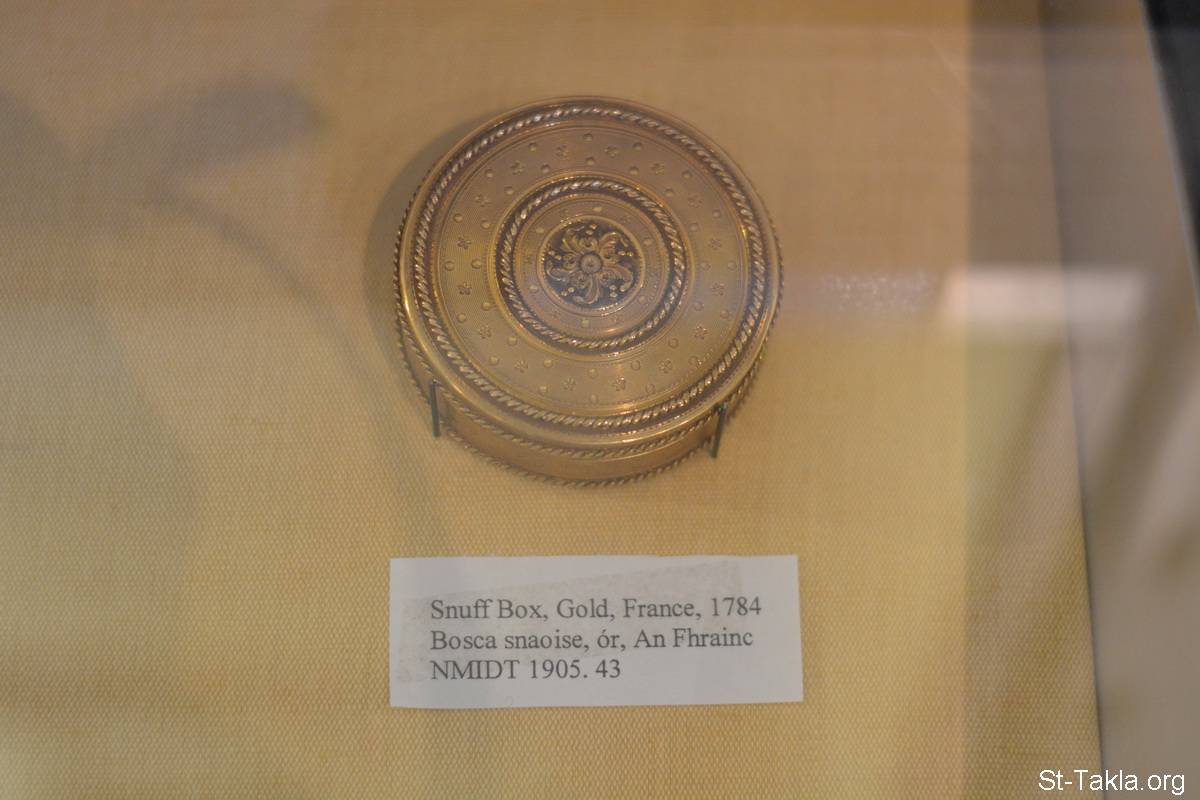 Snuff Box, Gold, France, 1784
Bosca snaoise, ór, An Fhrainc
NMIDT 1905. 43
St-Takla.org